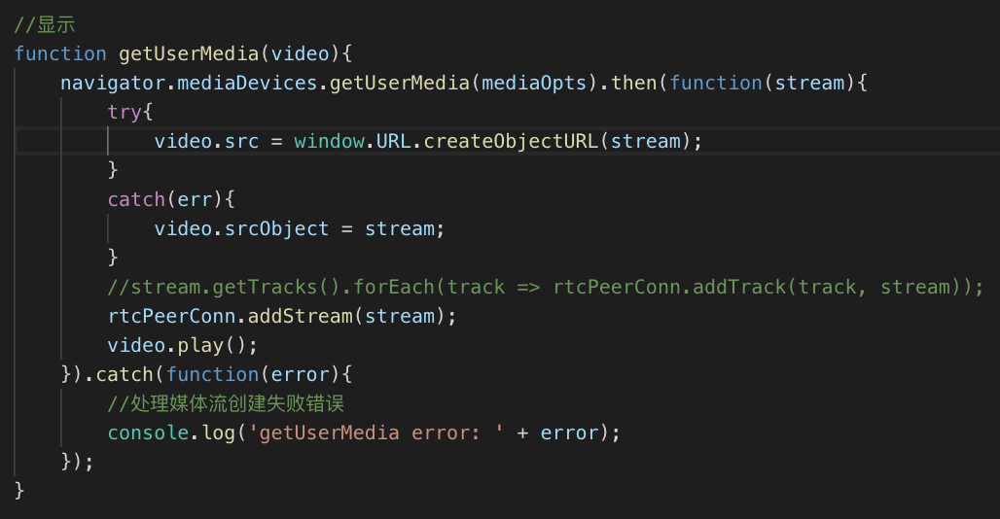 //显示
function getUserMedia(video){
    navigator.mediaDevices.getUserMedia(mediaOpts).then(function(stream){
        try{
            video.src = window.URL.createObjectURL(stream);
        }
        catch(err){
            video.srcObject = stream;
        }
        //stream.getTracks().forEach(track => rtcPeerConn.addTrack(track, stream));
        rtcPeerConn.addStream(stream);
        video.play();
    }).catch(function(error){
        //处理媒体流创建失败错误
        console.log('getUserMedia error: ' + error);
    });
}